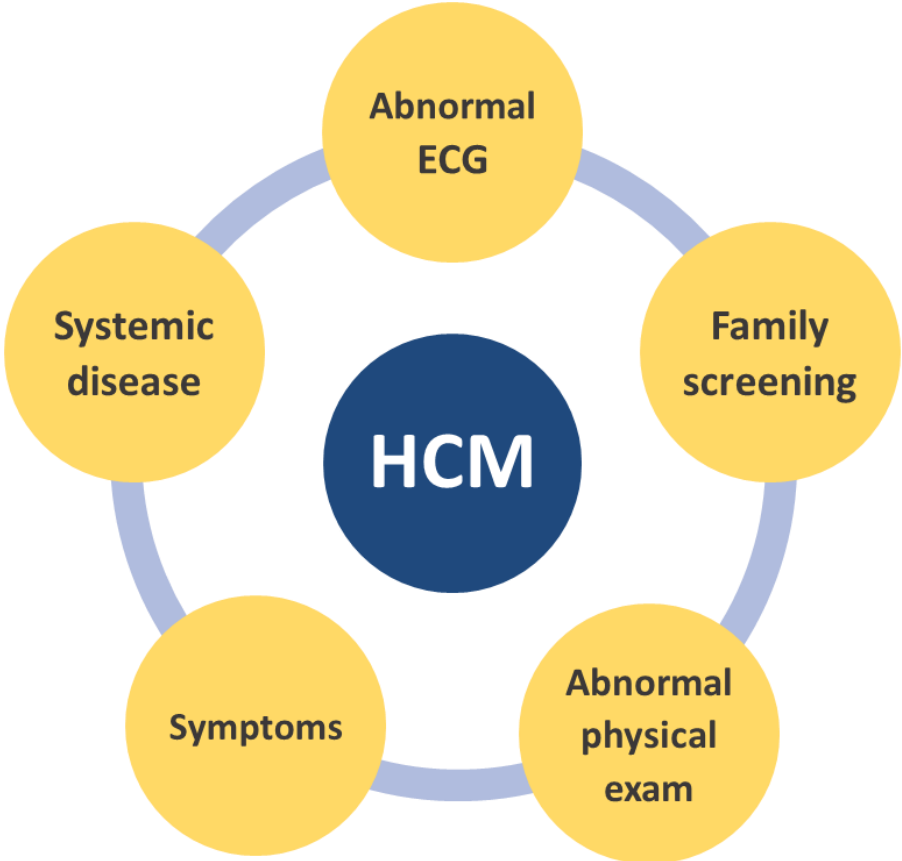 Abnormal
ECG
Family
screening
Abnormal
physical
exam
Symptoms
Systemic
disease
HCM